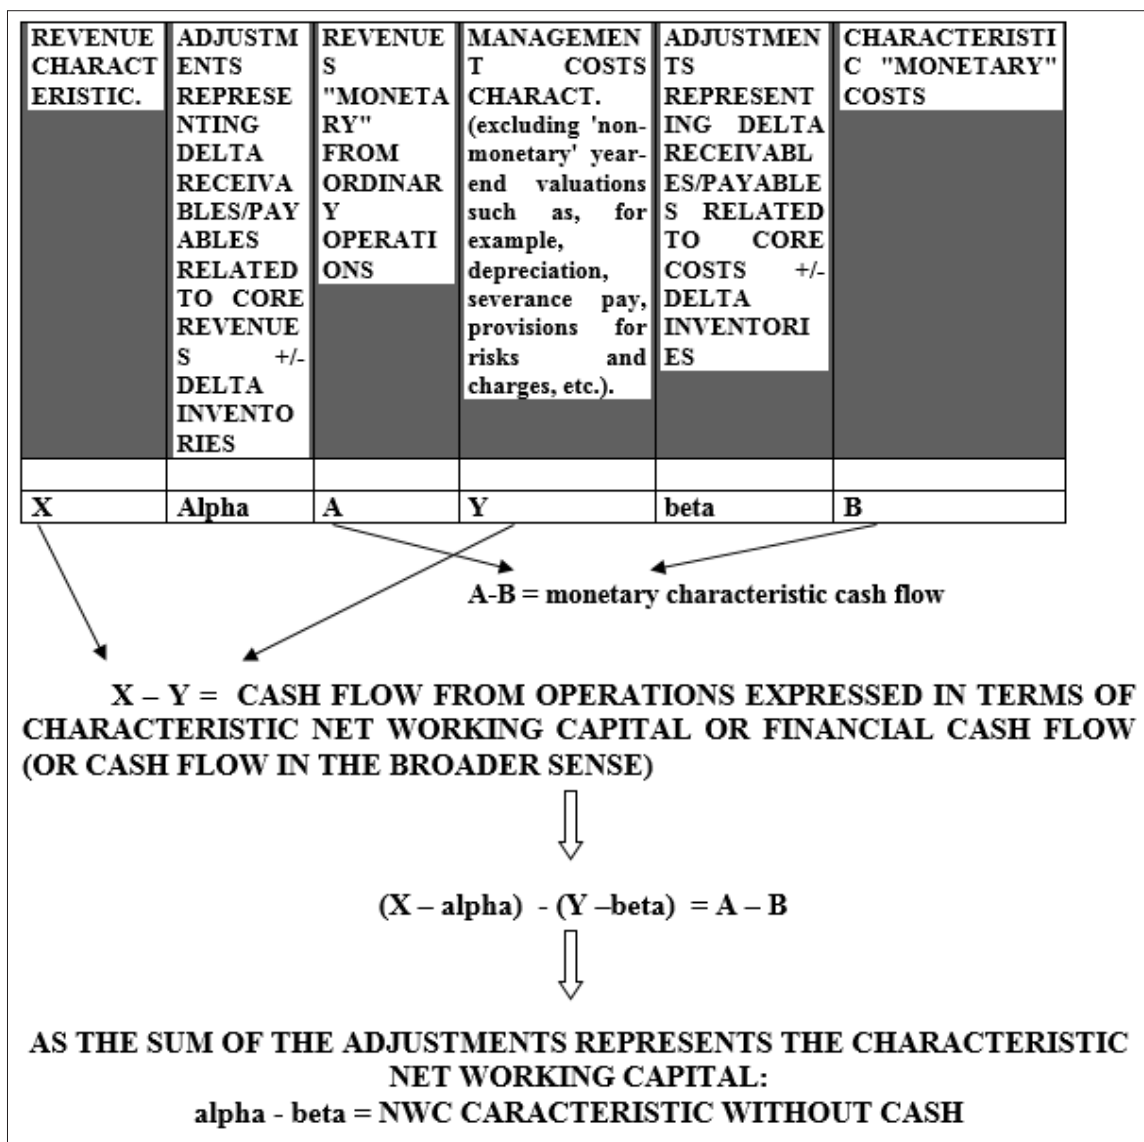 REVENUE
CHARACT
ERISTIC.
ADJUSTM
ENTS
REPRESE
NTING
DELTA
RECEIVA
BLES/PAY
ABLES
RELATED
TO CORE
REVENUE
S +/-
DELTA
INVENTO
RIES
REVENUE
S
"MONETA
RY"
FROM
ORDINAR
Y
OPERATI
ONS
MANAGEMEN
T COSTS
CHARACT.
(excluding 'non-
monetary' year-
end valuations
such as, for
example,
depreciation,
severance pay,
provisions for
risks and
charges, etc.).
ADJUSTMEN
TS
REPRESENT
ING DELTA
RECEIVABL
ES/PAYABLE
S RELATED
TO CORE
COSTS +/-
DELTA
INVENTORI
ES
CHARACTERISTI
C "MONETARY"
COSTS
X Alpha A Y beta B
A-B = monetary characteristic cash flow
X – Y = CASH FLOW FROM OPERATIONS EXPRESSED IN TERMS OF
CHARACTERISTIC NET WORKING CAPITAL OR FINANCIAL CASH FLOW
(OR CASH FLOW IN THE BROADER SENSE)
(X – alpha) - (Y –beta) = A – B
AS THE SUM OF THE ADJUSTMENTS REPRESENTS THE CHARACTERISTIC
NET WORKING CAPITAL:
alpha - beta = NWC CARACTERISTIC WITHOUT CASH